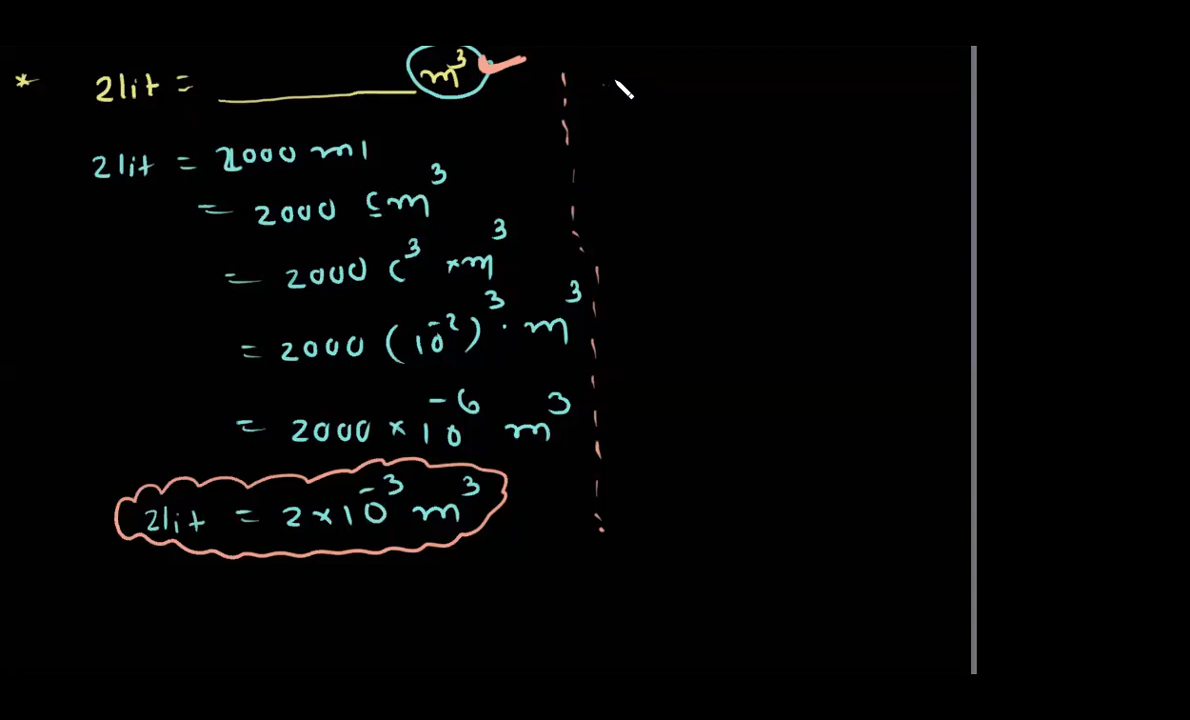 * 2lit = ________ m³
2lit = 2000 ml
= 2000 cm³
= 2000 c³ × m³
= 2000 (10⁻²)³ · m³
= 2000 × 10⁻⁶ m³
2lit = 2 × 10⁻³ m³